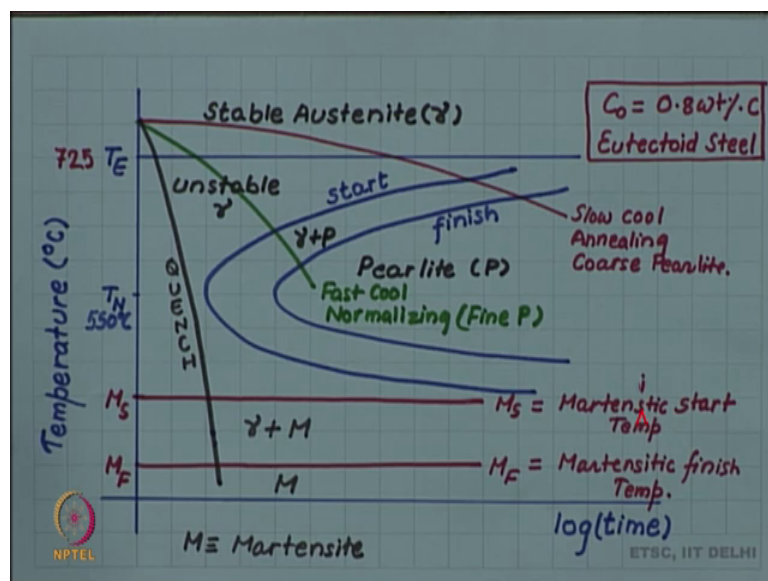 Stable Austenite(γ)
C₀ = 0.8wt%.C
Eutectoid Steel
725 T_E
unstable
γ
start
finish
γ+P
Slow cool
Annealing
Coarse Pearlite.
Pearlite (P)
Fast Cool
Normalizing (Fine P)
QUENCH
T_N
550°C
Temperature (°C)
M_S
M_S = Martenstic start
i
Temp
γ + M
M_F
M_F = Martensitic finish
Temp.
M
log(time)
M ≡ Martensite
NPTEL
ETSC, IIT DELHI